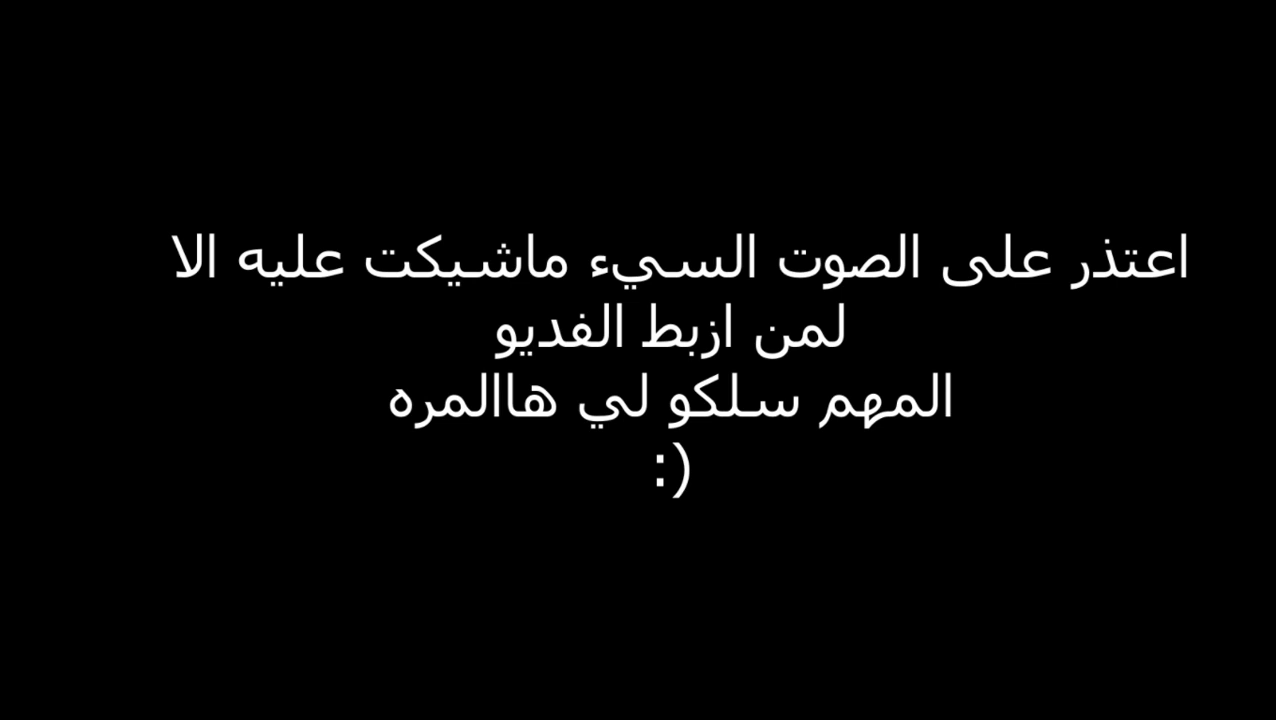 اعتذر على الصوت السيء ماشيكت عليه الا
لمن ازبط الفديو
المهم سلكو لي هاالمره
:)